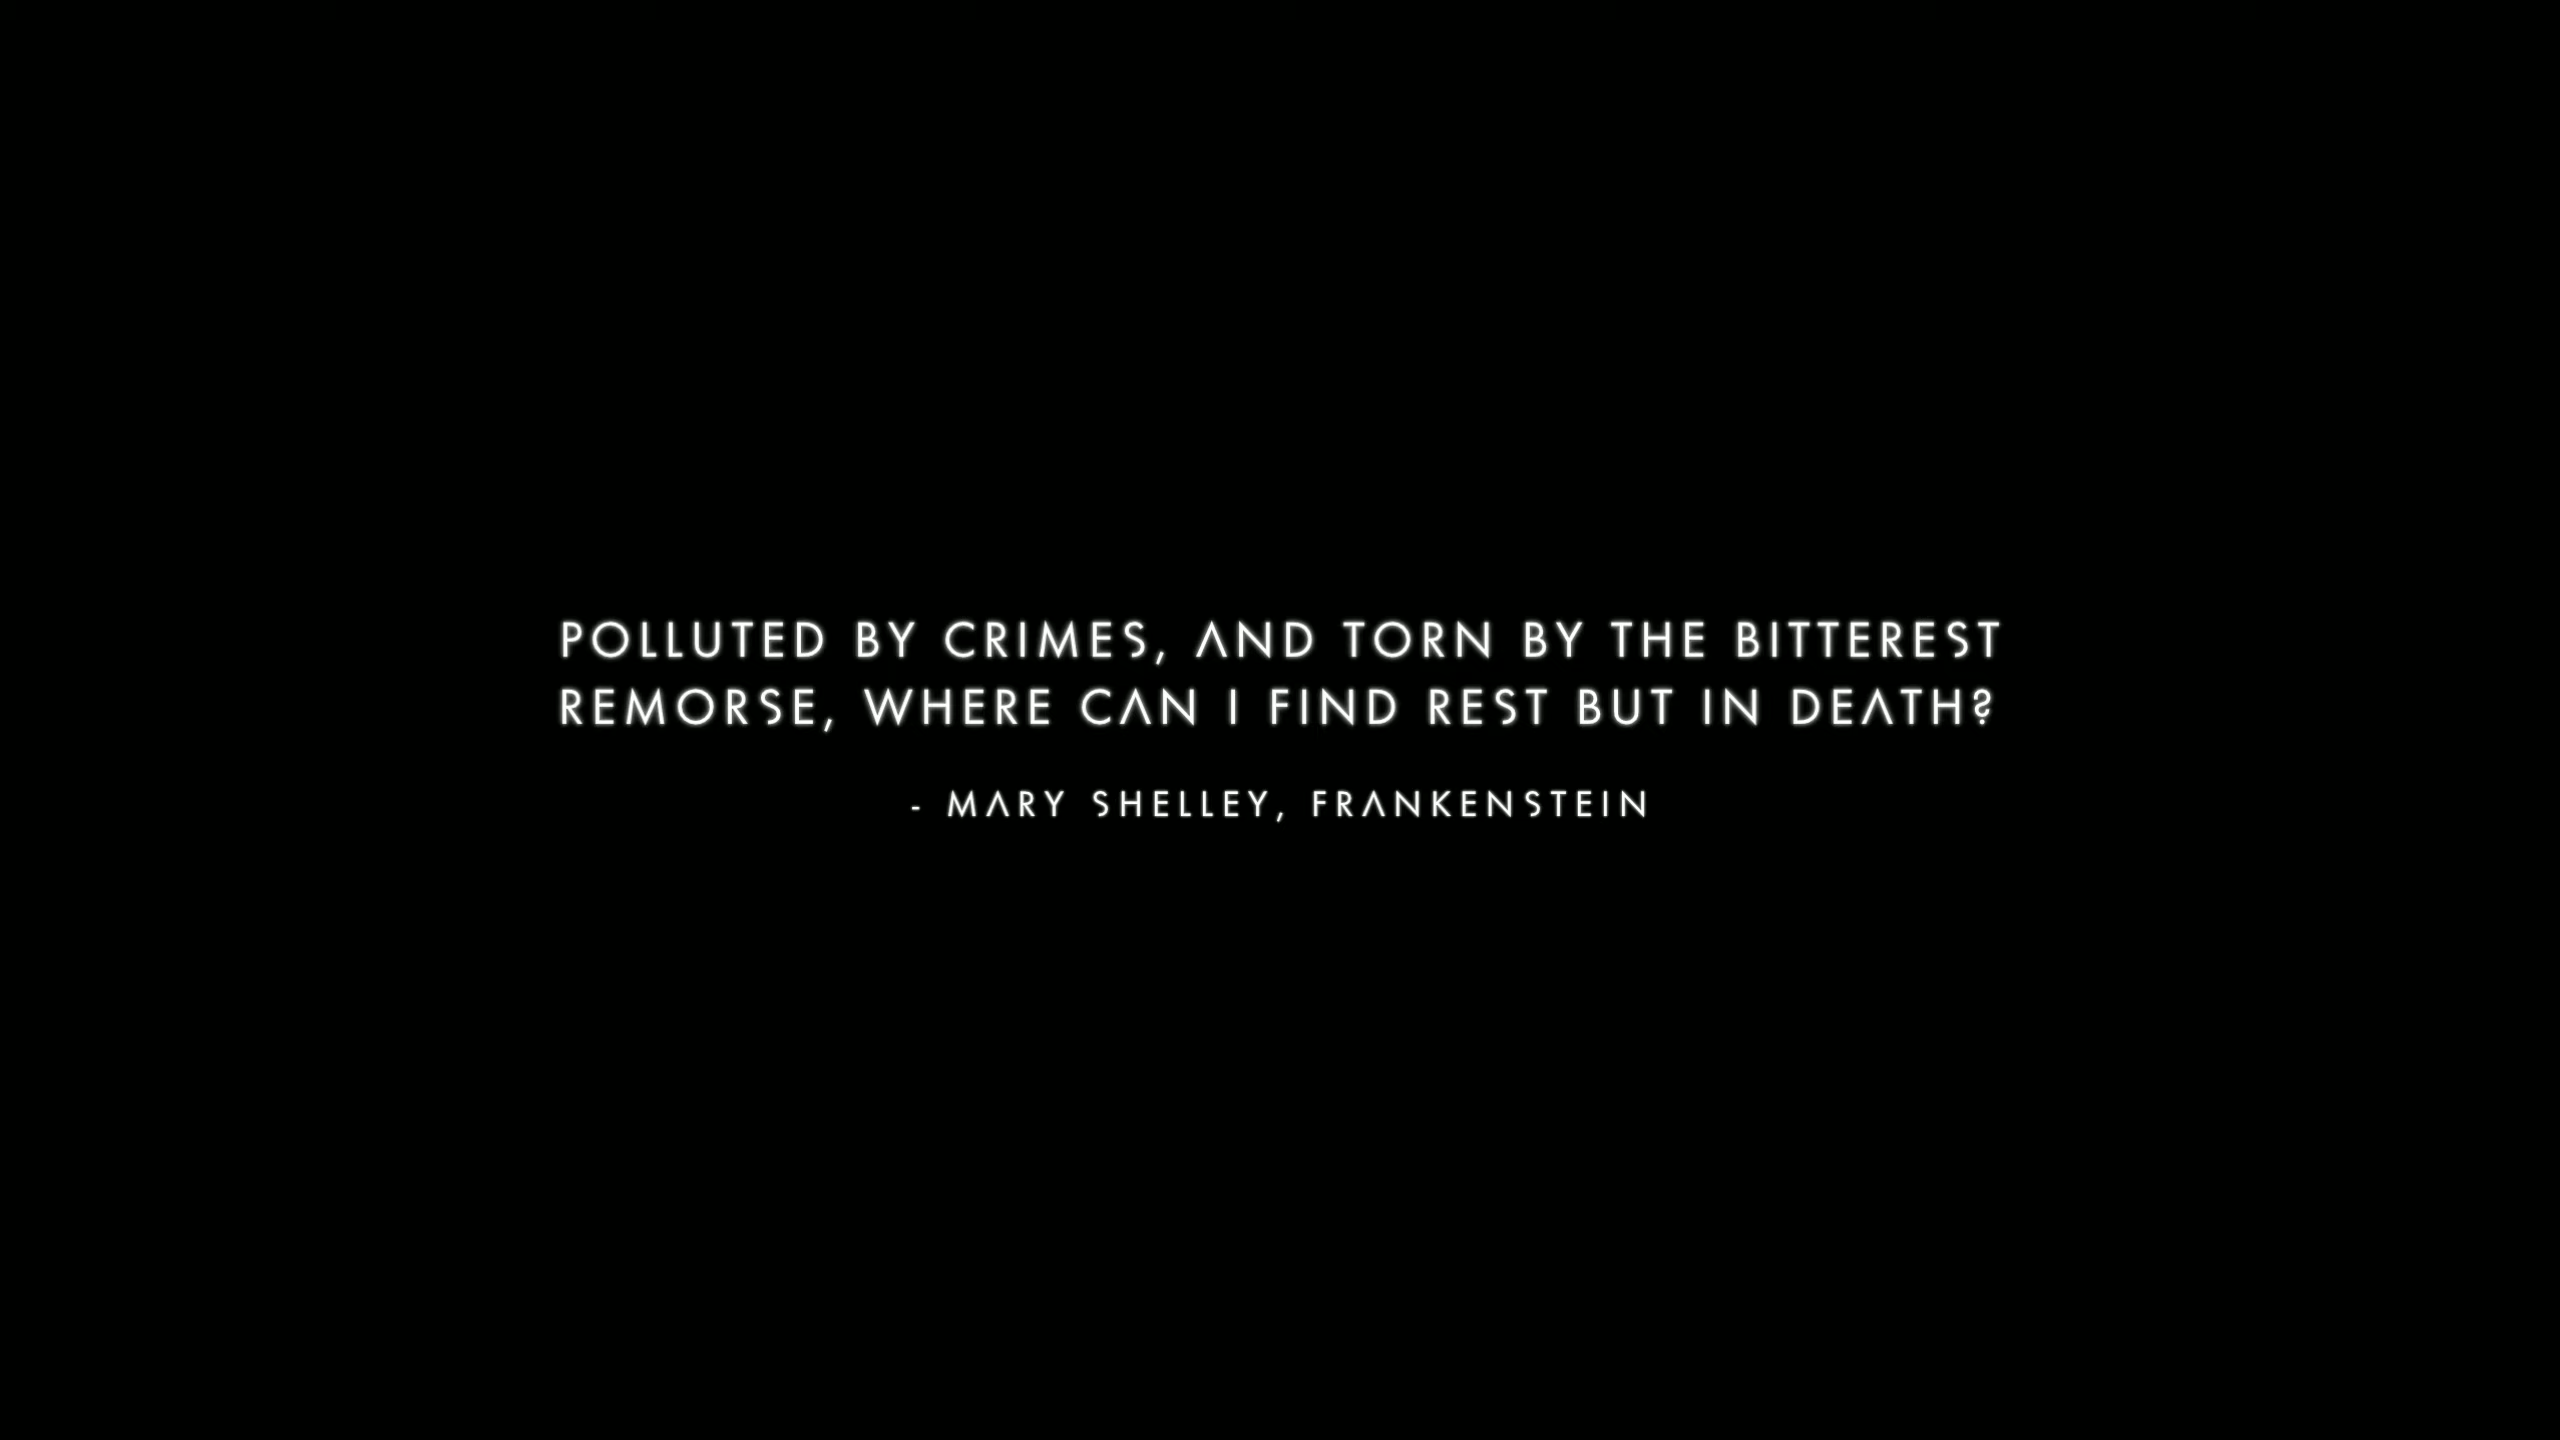 POLLUTED BY CRIMES, AND TORN BY THE BITTEREST
REMORSE, WHERE CAN I FIND REST BUT IN DEATH?
- MARY SHELLEY, FRANKENSTEIN